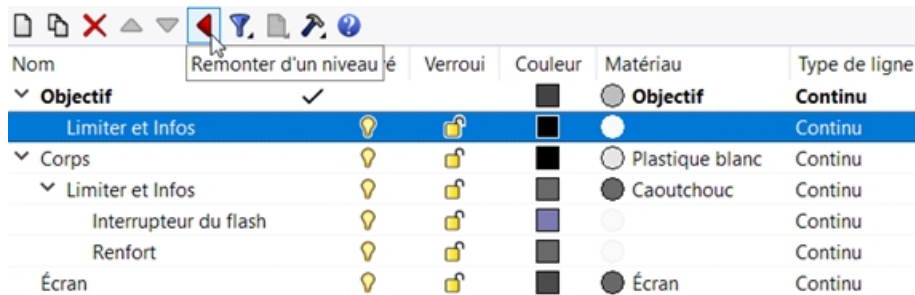 Nom Remonter d'un niveau é Verroui Couleur Matériau Type de ligne
Objectif Objectif Continu
Limiter et Infos Continu
Corps Plastique blanc Continu
Limiter et Infos Caoutchouc Continu
Interrupteur du flash Continu
Renfort Continu
Écran Écran Continu